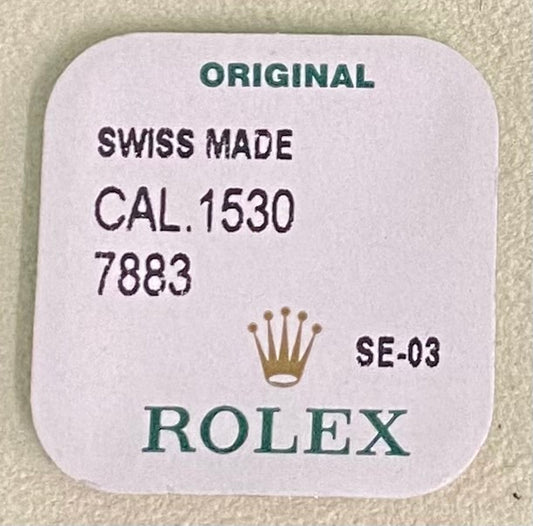 ORIGINAL
SWISS MADE
CAL.1530
7883
SE-03
ROLEX